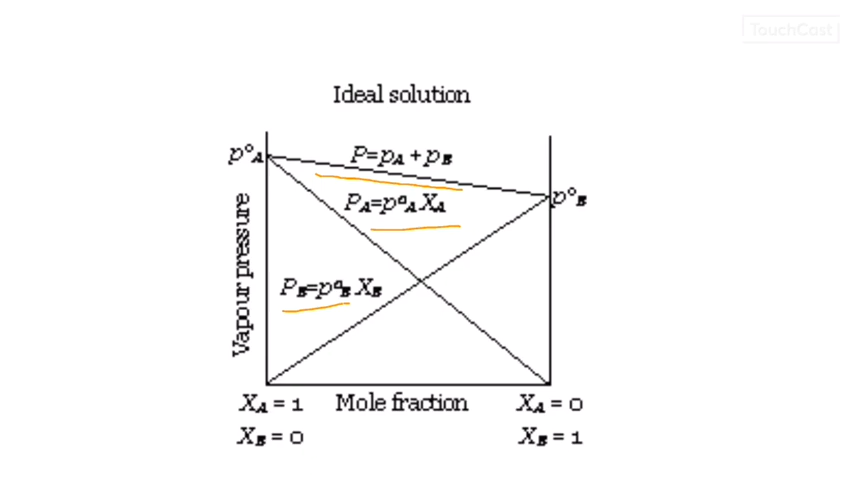 TouchCast
Ideal solution
p°A
P=pA + pB
p°B
PA=p°A XA
PB=p°B XB
Vapour pressure
XA = 1
Mole fraction
XA = 0
XB = 0
XB = 1